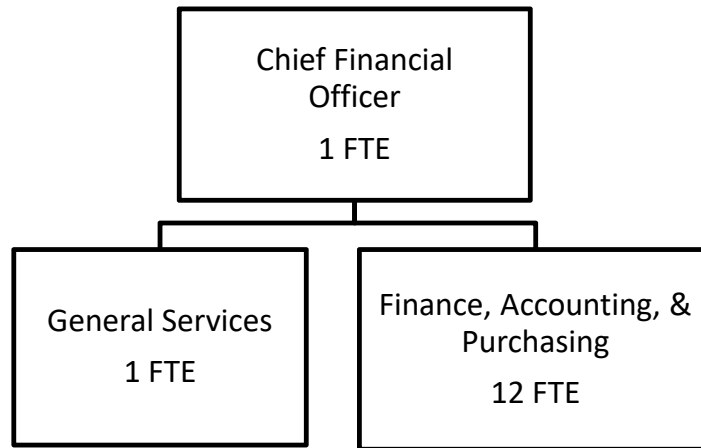 Chief Financial
Officer
1 FTE
General Services
1 FTE
Finance, Accounting, &
Purchasing
12 FTE